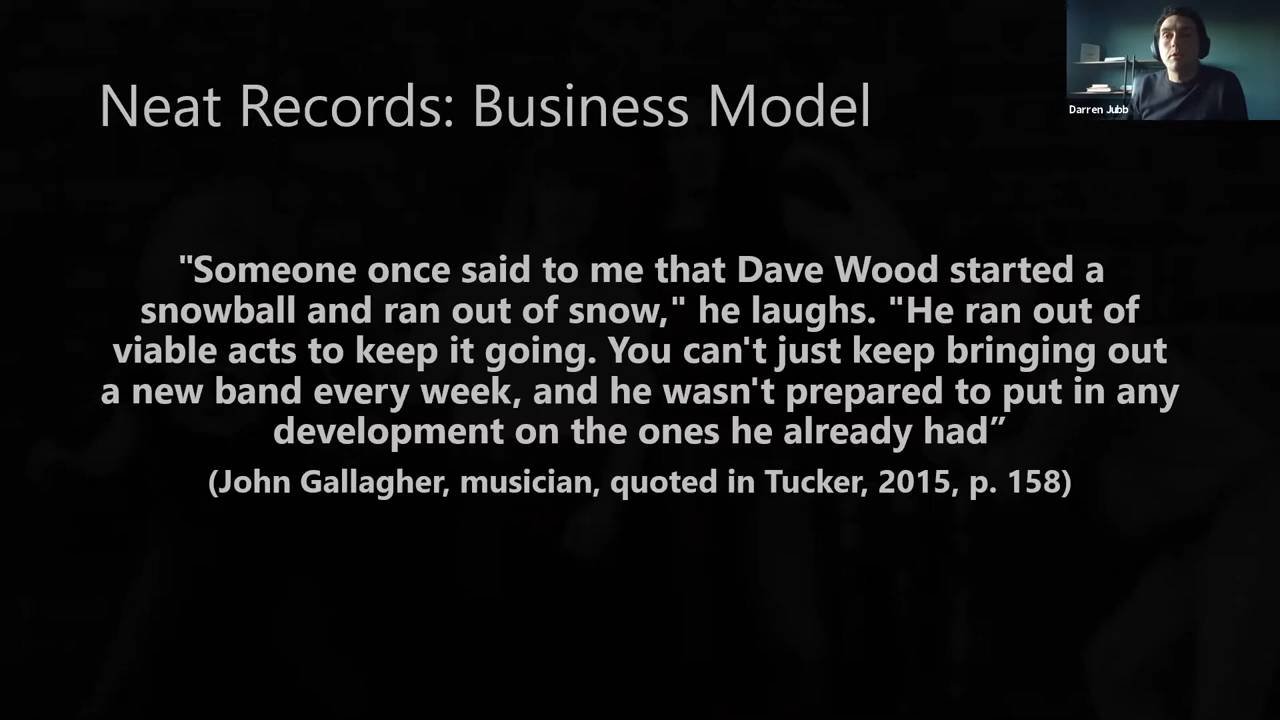 Neat Records: Business Model
Darren Jubb
"Someone once said to me that Dave Wood started a
snowball and ran out of snow," he laughs. "He ran out of
viable acts to keep it going. You can't just keep bringing out
a new band every week, and he wasn't prepared to put in any
development on the ones he already had”
(John Gallagher, musician, quoted in Tucker, 2015, p. 158)